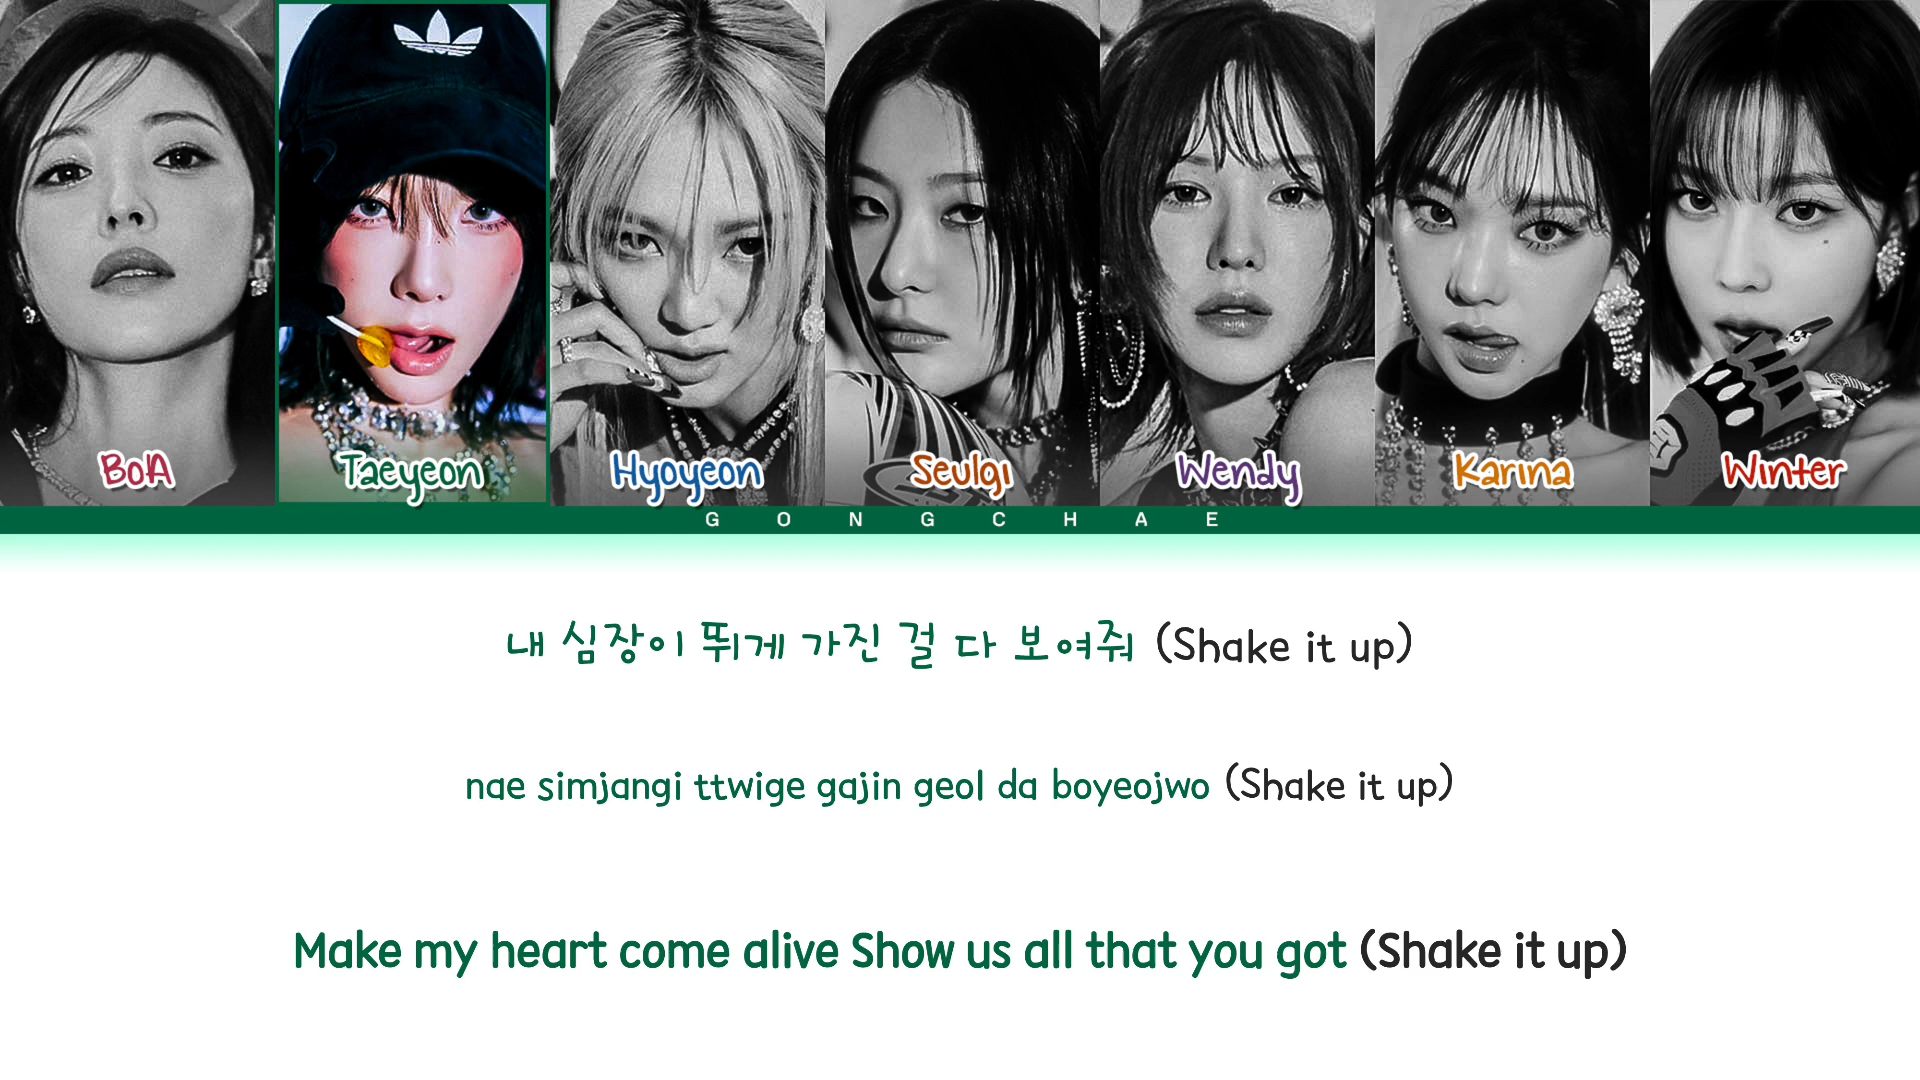 BoA Taeyeon Hyoyeon Seulgi Wendy Karina Winter
GONGCHAE
내 심장이 뛰게 가진 걸 다 보여줘 (Shake it up)
nae simjangi ttwige gajin geol da boyeojwo (Shake it up)
Make my heart come alive Show us all that you got (Shake it up)